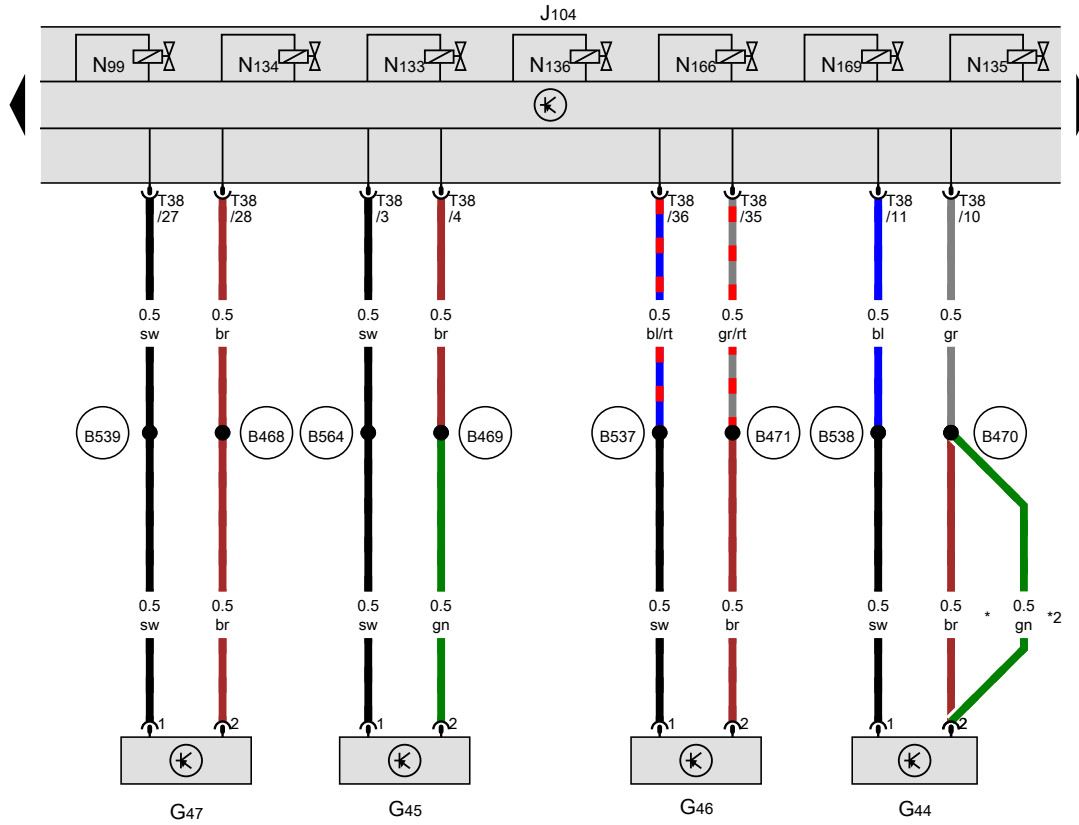 J104
N99 N134 N133 N136 N166 N169 N135
T38 T38 T38 T38 T38 T38 T38 T38
/27 /28 /3 /4 /36 /35 /11 /10
0.5 0.5 0.5 0.5 0.5 0.5 0.5 0.5
sw br sw br bl/rt gr/rt bl gr
B539 B468 B564 B469 B537 B471 B538 B470
0.5 0.5 0.5 0.5 0.5 0.5 0.5 0.5 0.5
sw br sw gn sw br sw br * gn *2
1 2 1 2 1 2 1 2
G47 G45 G46 G44